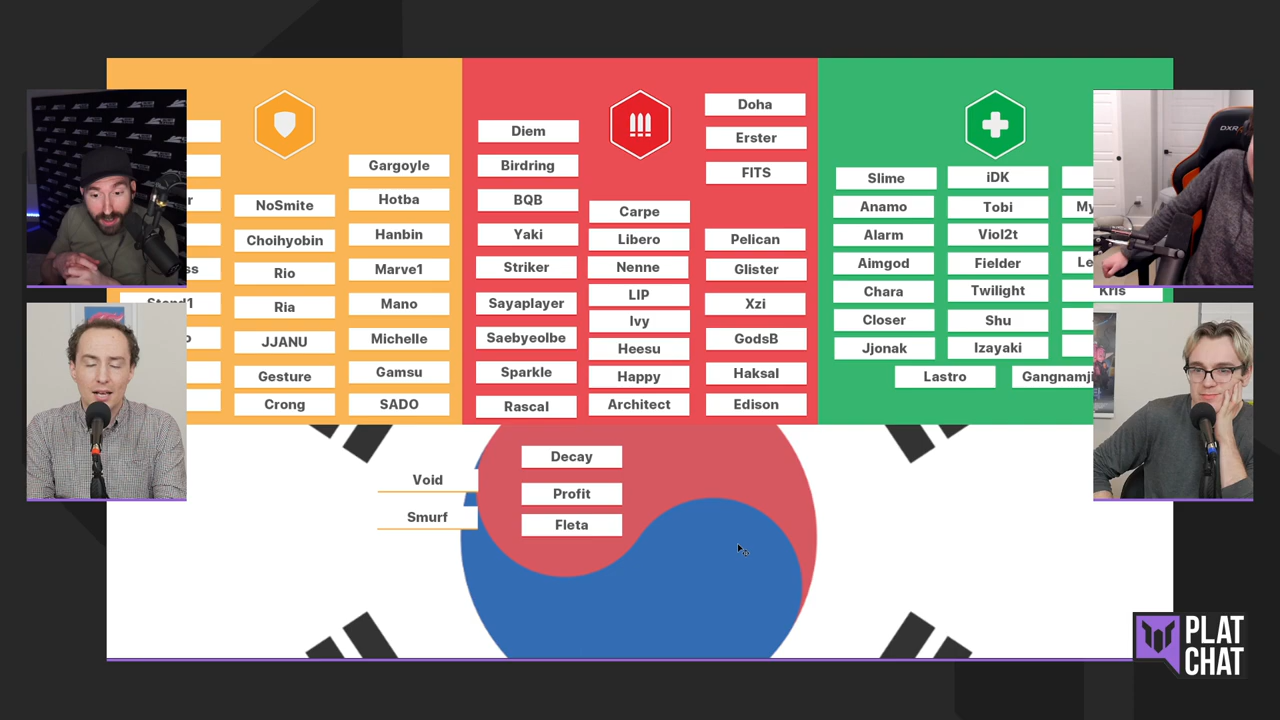 NoSmite
Choihyobin
Rio
Ria
JJANU
Gesture
Crong
Gargoyle
Hotba
Hanbin
Marve1
Mano
Michelle
Gamsu
SADO
Diem
Birdring
BQB
Yaki
Striker
Sayaplayer
Saebyeolbe
Sparkle
Rascal
Carpe
Libero
Nenne
LIP
Ivy
Heesu
Happy
Architect
Doha
Erster
FITS
Pelican
Glister
Xzi
GodsB
Haksal
Edison
Slime
Anamo
Alarm
Aimgod
Chara
Closer
Jjonak
iDK
Tobi
Viol2t
Fielder
Twilight
Shu
Izayaki
Kris
Lastro
Gangnamji
Void
Smurf
Decay
Profit
Fleta
PLAT
CHAT